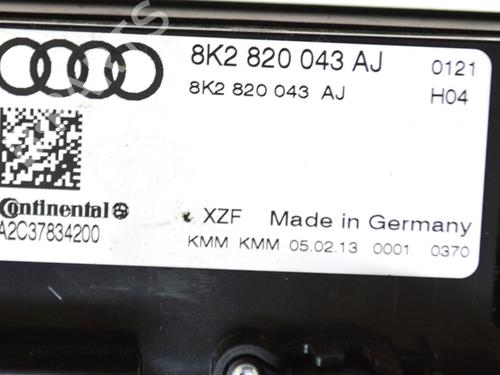 8K2 820 043 AJ 0121
8K2 820 043 AJ H04
Continental
A2C37834200
XZF Made in Germany
KMM KMM 05.02.13 0001 0370